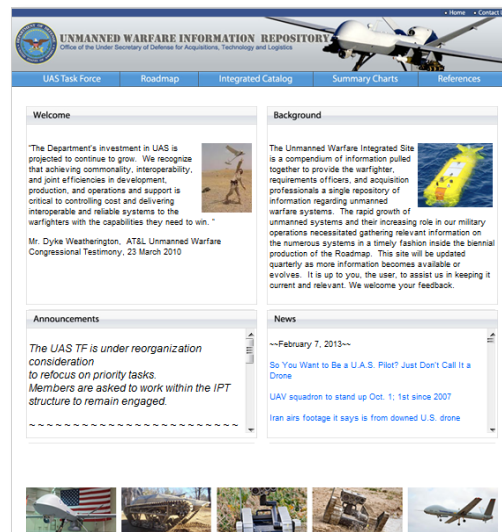 Home
Contact
UNMANNED WARFARE INFORMATION REPOSITORY
Office of the Under Secretary of Defense for Acquisitions, Technology and Logistics
UAS Task Force
Roadmap
Integrated Catalog
Summary Charts
References
Welcome
"The Department's investment in UAS is
projected to continue to grow. We recognize
that achieving commonality, interoperability,
and joint efficiencies in development,
production, and operations and support is
critical to controlling cost and delivering
interoperable and reliable systems to the
warfighters with the capabilities they need to win. "
Mr. Dyke Weatherington, AT&L Unmanned Warfare
Congressional Testimony, 23 March 2010
Background
The Unmanned Warfare Integrated Site
is a compendium of information pulled
together to provide the warfighter,
requirements officers, and acquisition
professionals a single repository of
information regarding unmanned
warfare systems. The rapid growth of
unmanned systems and their increasing role in our military
operations necessitated gathering relevant information on
the numerous systems in a timely fashion inside the biennial
production of the Roadmap. This site will be updated
quarterly as more information becomes available or
evolves. It is up to you, the user, to assist us in keeping it
current and relevant. We welcome your feedback.
Announcements
The UAS TF is under reorganization
consideration
to refocus on priority tasks.
Members are asked to work within the IPT
structure to remain engaged.
~ ~ ~ ~ ~ ~ ~ ~ ~ ~ ~ ~ ~ ~ ~ ~ ~ ~ ~ ~ ~ ~ ~ ~
News
~~February 7, 2013~~
So You Want to Be a U.A.S. Pilot? Just Don't Call It a
Drone
UAV squadron to stand up Oct. 1; 1st since 2007
Iran airs footage it says is from downed U.S. drone